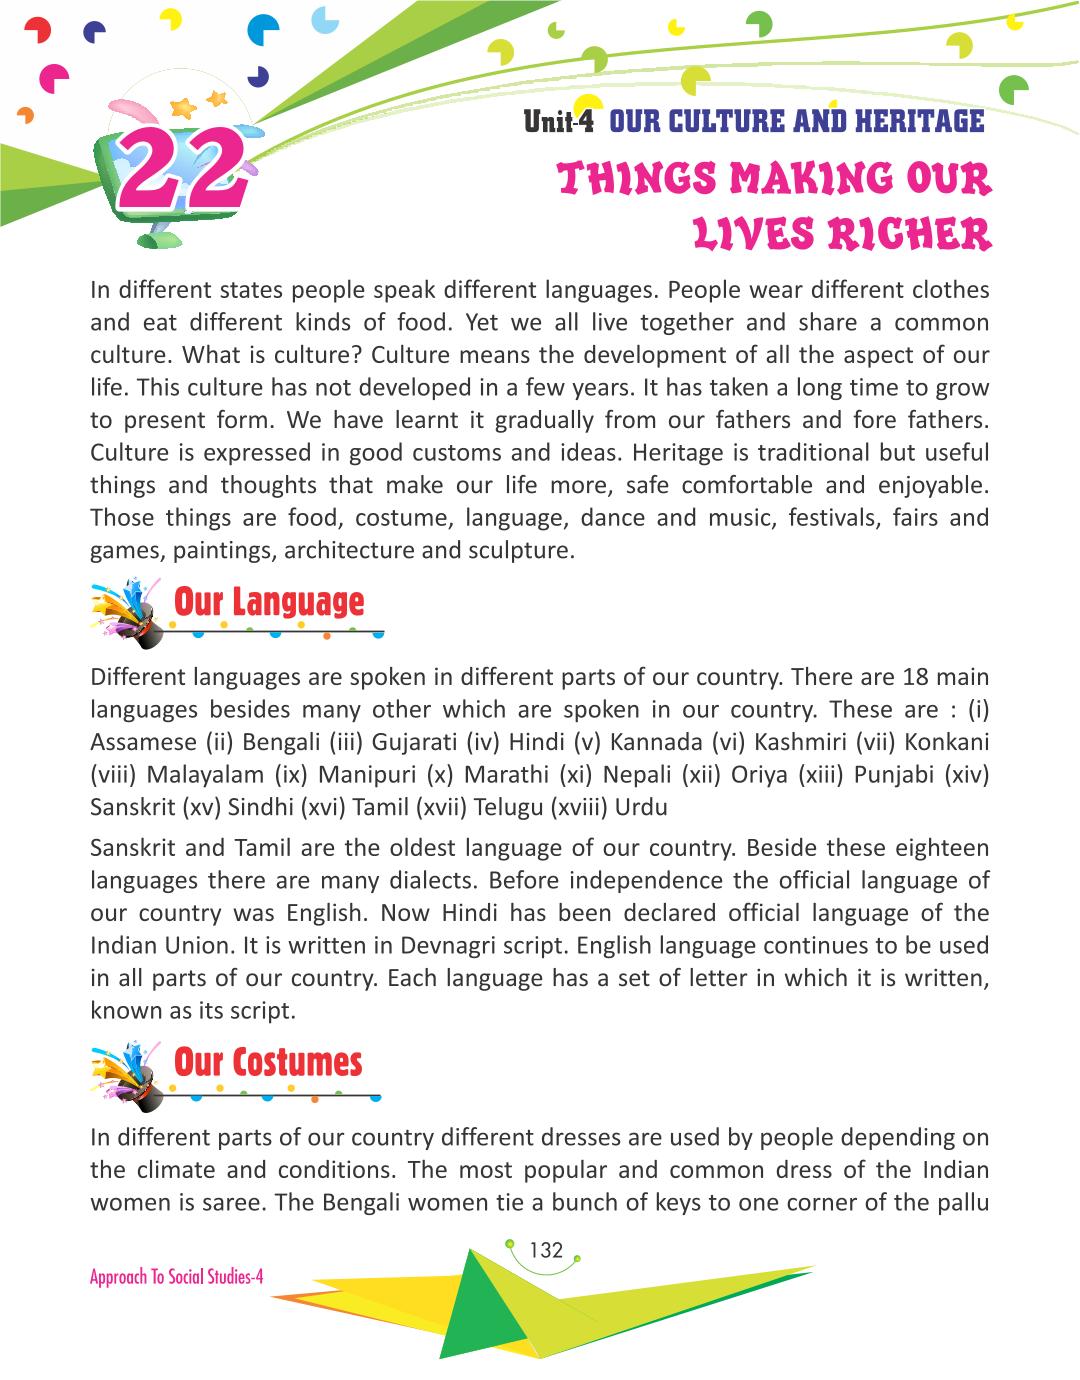 22
Unit-4 OUR CULTURE AND HERITAGE
THINGS MAKING OUR
LIVES RICHER
In different states people speak different languages. People wear different clothes
and eat different kinds of food. Yet we all live together and share a common
culture. What is culture? Culture means the development of all the aspect of our
life. This culture has not developed in a few years. It has taken a long time to grow
to present form. We have learnt it gradually from our fathers and fore fathers.
Culture is expressed in good customs and ideas. Heritage is traditional but useful
things and thoughts that make our life more, safe comfortable and enjoyable.
Those things are food, costume, language, dance and music, festivals, fairs and
games, paintings, architecture and sculpture.
Our Language
Different languages are spoken in different parts of our country. There are 18 main
languages besides many other which are spoken in our country. These are : (i)
Assamese (ii) Bengali (iii) Gujarati (iv) Hindi (v) Kannada (vi) Kashmiri (vii) Konkani
(viii) Malayalam (ix) Manipuri (x) Marathi (xi) Nepali (xii) Oriya (xiii) Punjabi (xiv)
Sanskrit (xv) Sindhi (xvi) Tamil (xvii) Telugu (xviii) Urdu
Sanskrit and Tamil are the oldest language of our country. Beside these eighteen
languages there are many dialects. Before independence the official language of
our country was English. Now Hindi has been declared official language of the
Indian Union. It is written in Devnagri script. English language continues to be used
in all parts of our country. Each language has a set of letter in which it is written,
known as its script.
Our Costumes
In different parts of our country different dresses are used by people depending on
the climate and conditions. The most popular and common dress of the Indian
women is saree. The Bengali women tie a bunch of keys to one corner of the pallu
132
Approach To Social Studies-4